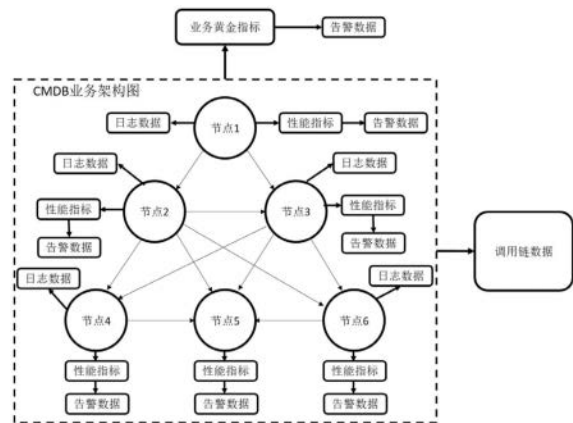 业务黄金指标
告警数据
CMDB业务架构图
日志数据
节点1
性能指标
告警数据
日志数据
日志数据
性能指标
节点2
节点3
性能指标
告警数据
告警数据
调用链数据
日志数据
日志数据
节点4
节点5
节点6
性能指标
性能指标
性能指标
告警数据
告警数据
告警数据